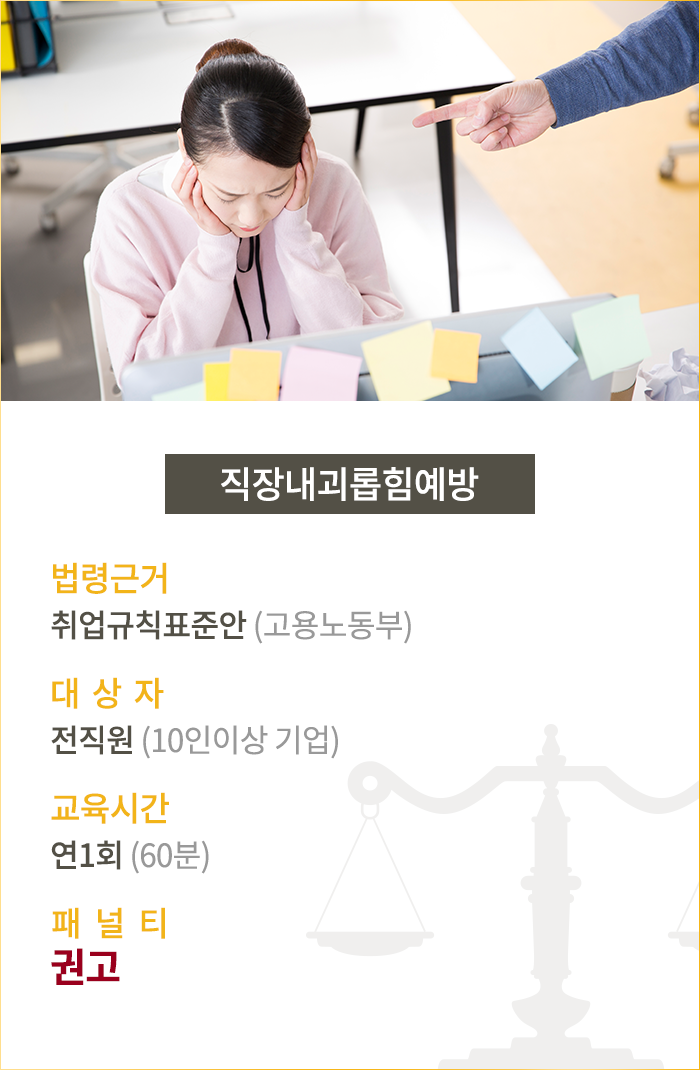 직장내괴롭힘예방
법령근거
취업규칙표준안 (고용노동부)
대 상 자
전직원 (10인이상 기업)
교육시간
연1회 (60분)
패 널 티
권고